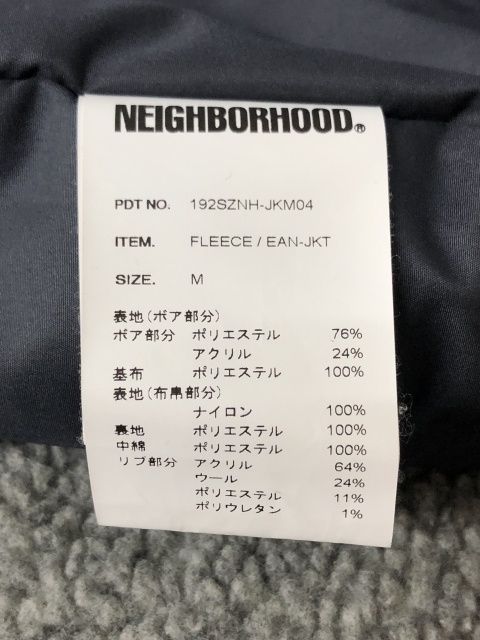 NEIGHBORHOOD®
PDT NO. 192SZNH-JKM04
ITEM. FLEECE / EAN-JKT
SIZE. M
表地(ボア部分)
ボア部分 ポリエステル 76%
アクリル 24%
基布 ポリエステル 100%
表地(布帛部分)
ナイロン 100%
裏地 ポリエステル 100%
中綿 ポリエステル 100%
リブ部分 アクリル 64%
ウール 24%
ポリエステル 11%
ポリウレタン 1%